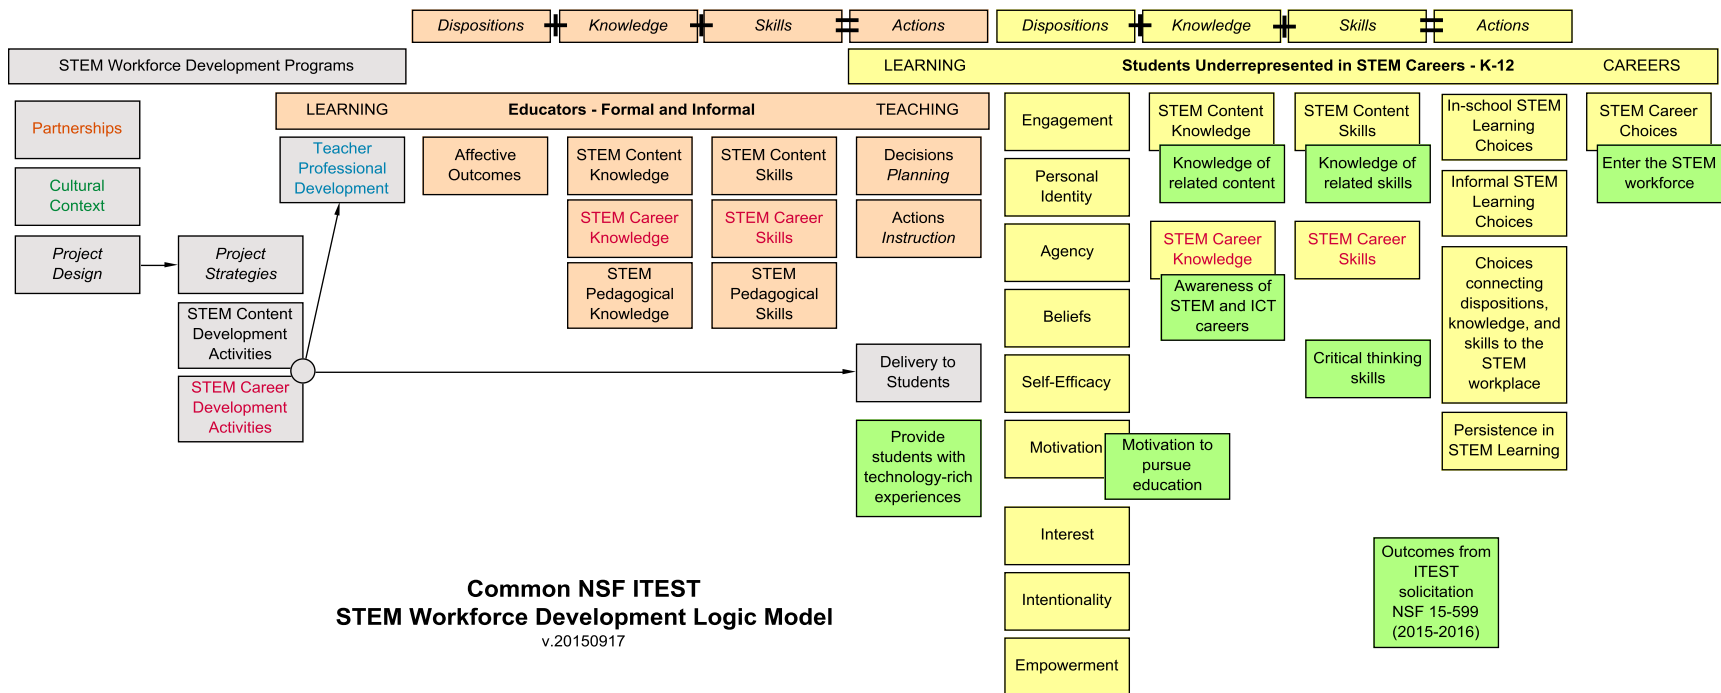 Dispositions + Knowledge + Skills = Actions
Dispositions + Knowledge + Skills = Actions
STEM Workforce Development Programs
LEARNING Students Underrepresented in STEM Careers - K-12 CAREERS
LEARNING Educators - Formal and Informal TEACHING
Partnerships
Cultural
Context
Project
Design
Project
Strategies
STEM Content
Development
Activities
STEM Career
Development
Activities
Teacher
Professional
Development
Affective
Outcomes
STEM Content
Knowledge
STEM Career
Knowledge
STEM
Pedagogical
Knowledge
STEM Content
Skills
STEM Career
Skills
STEM
Pedagogical
Skills
Decisions
Planning
Actions
Instruction
Delivery to
Students
Provide
students with
technology-rich
experiences
Engagement
Personal
Identity
Agency
Beliefs
Self-Efficacy
Motivation
Motivation to
pursue
education
Interest
Intentionality
Empowerment
STEM Content
Knowledge
Knowledge of
related content
STEM Career
Knowledge
Awareness of
STEM and ICT
careers
STEM Content
Skills
Knowledge of
related skills
STEM Career
Skills
Critical thinking
skills
In-school STEM
Learning
Choices
Informal STEM
Learning
Choices
Choices
connecting
dispositions,
knowledge, and
skills to the
STEM
workplace
Persistence in
STEM Learning
STEM Career
Choices
Enter the STEM
workforce
Outcomes from
ITEST
solicitation
NSF 15-599
(2015-2016)
Common NSF ITEST
STEM Workforce Development Logic Model
v.20150917